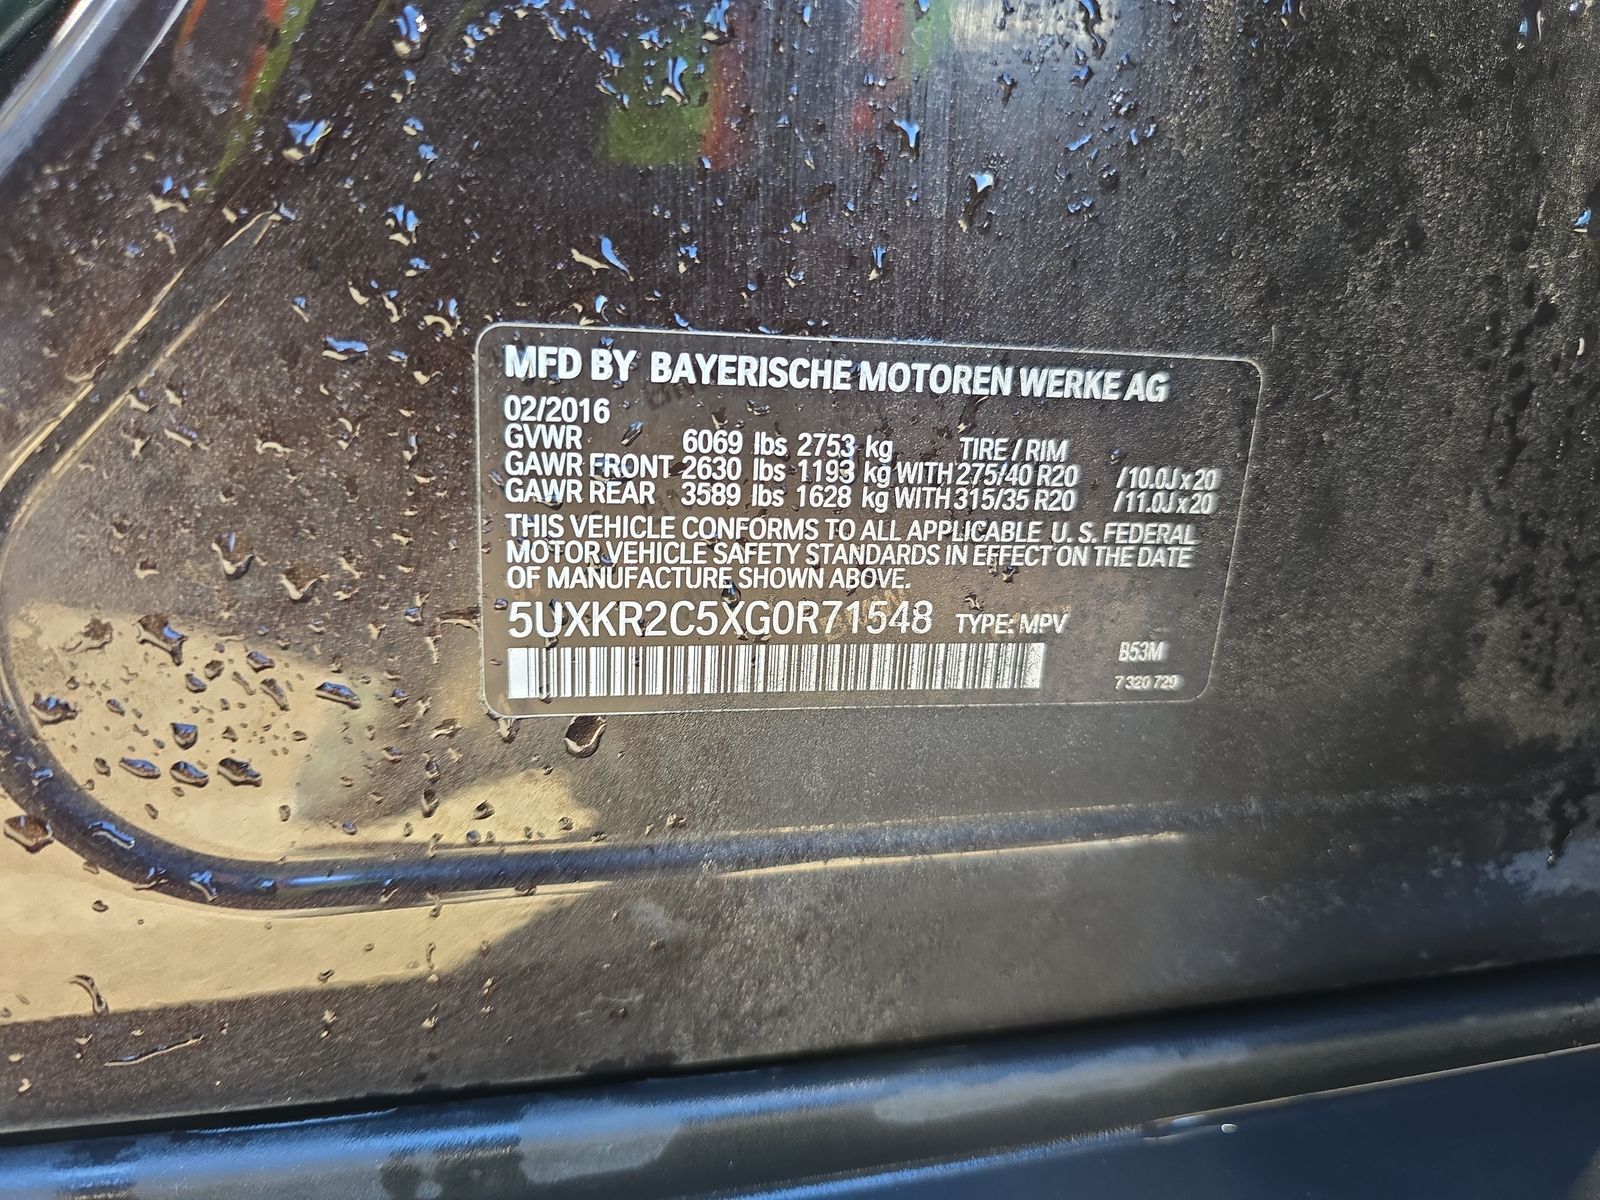 MFD BY BAYERISCHE MOTOREN WERKE AG
02/2016
GVWR 6069 lbs 2753 kg TIRE / RIM
GAWR FRONT 2630 lbs 1193 kg WITH 275/40 R20 /10.0J x 20
GAWR REAR 3589 lbs 1628 kg WITH 315/35 R20 /11.0J x 20
THIS VEHICLE CONFORMS TO ALL APPLICABLE U. S. FEDERAL
MOTOR VEHICLE SAFETY STANDARDS IN EFFECT ON THE DATE
OF MANUFACTURE SHOWN ABOVE.
5UXKR2C5XG0R71548 TYPE: MPV
B53M
7 320 729